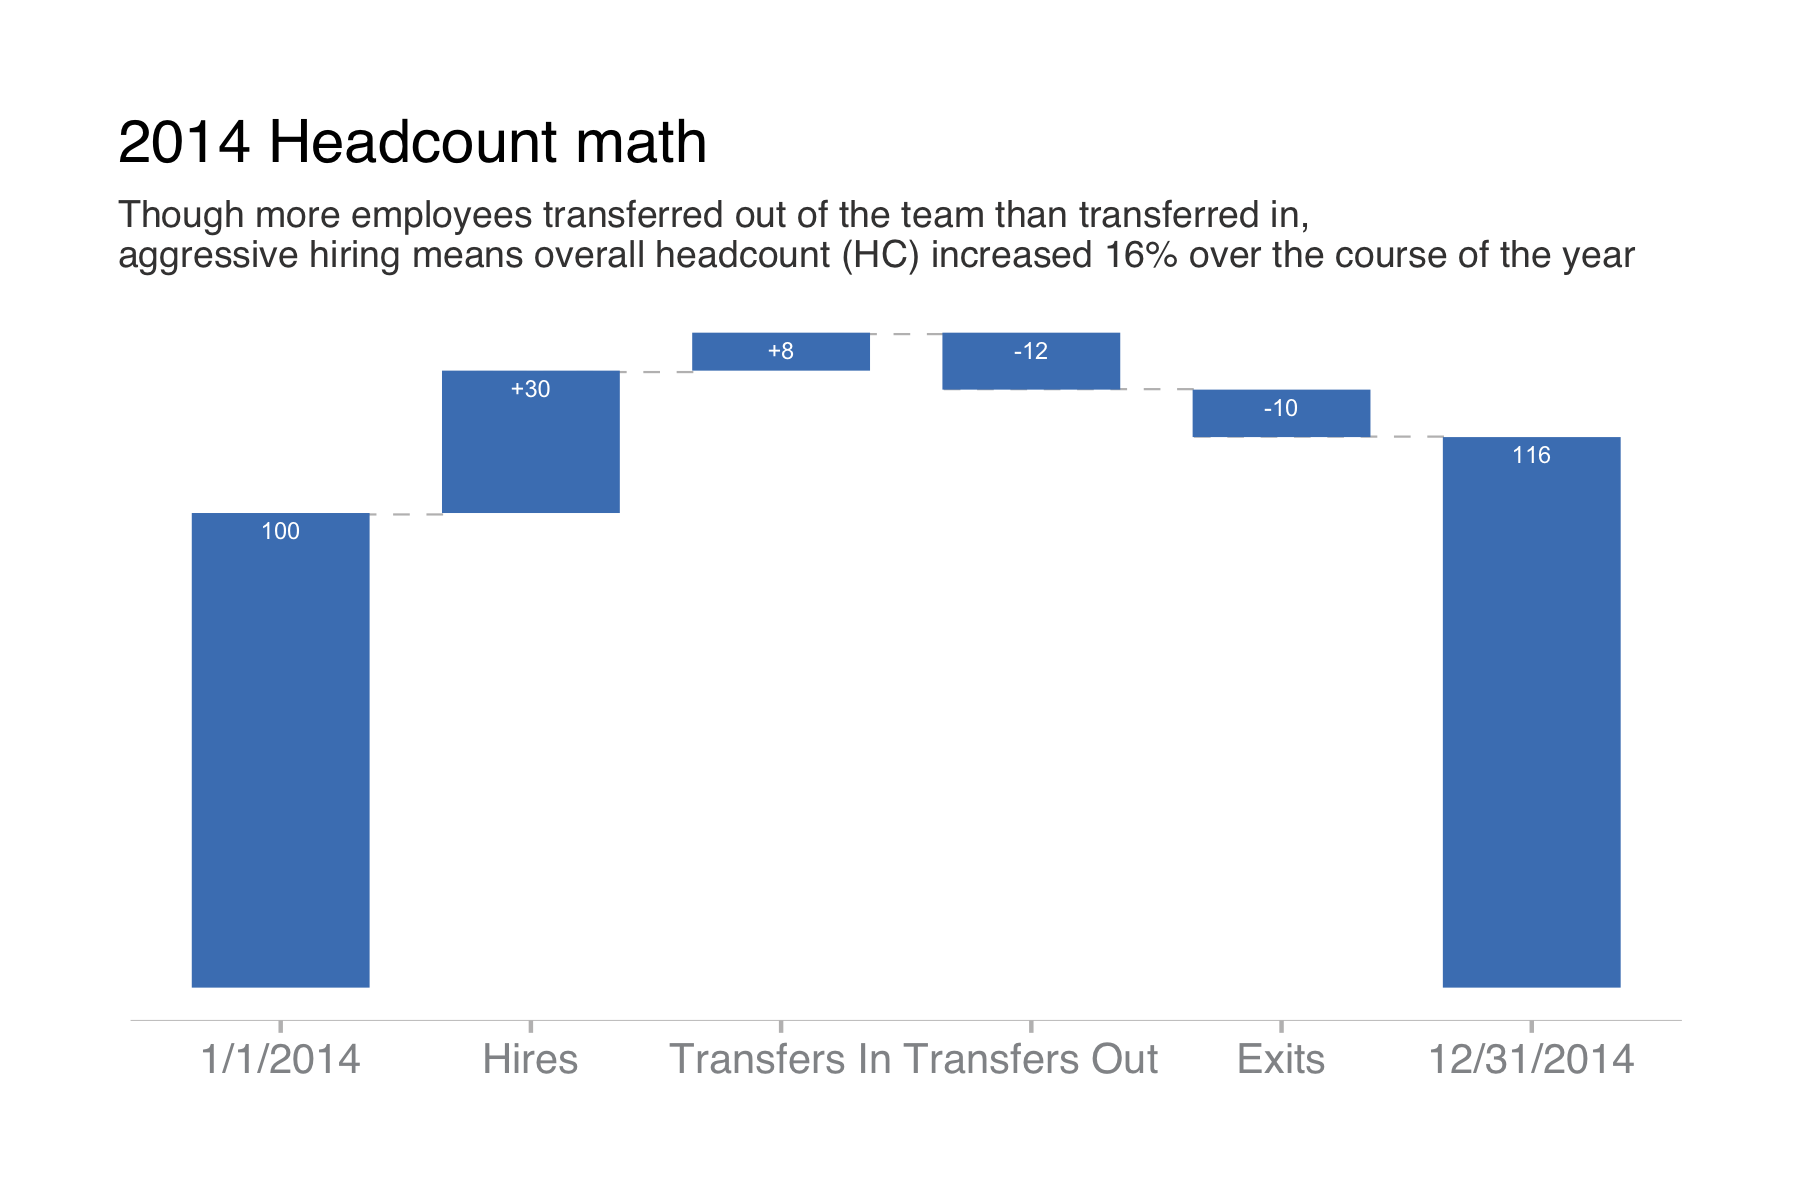 2014 Headcount math
Though more employees transferred out of the team than transferred in,
aggressive hiring means overall headcount (HC) increased 16% over the course of the year
+8
-12
+30
-10
116
100
1/1/2014 Hires Transfers In Transfers Out Exits 12/31/2014